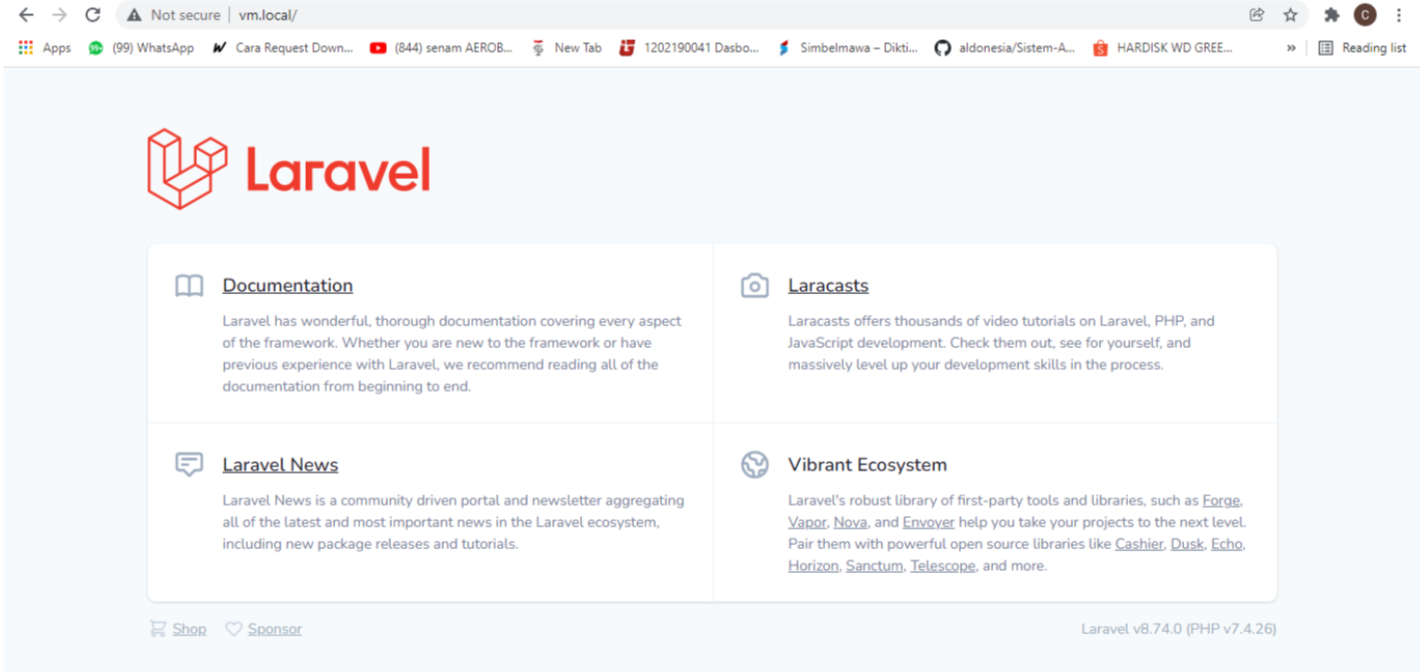 Not secure | vm.local/
Apps (99) WhatsApp Cara Request Down... (844) senam AEROB... New Tab 1202190041 Dasbo... Simbelmawa – Dikti... aldonesia/Sistem-A... HARDISK WD GREE... » Reading list
C
Laravel
Documentation
Laravel has wonderful, thorough documentation covering every aspect
of the framework. Whether you are new to the framework or have
previous experience with Laravel, we recommend reading all of the
documentation from beginning to end.
Laracasts
Laracasts offers thousands of video tutorials on Laravel, PHP, and
JavaScript development. Check them out, see for yourself, and
massively level up your development skills in the process.
Laravel News
Laravel News is a community driven portal and newsletter aggregating
all of the latest and most important news in the Laravel ecosystem,
including new package releases and tutorials.
Vibrant Ecosystem
Laravel's robust library of first-party tools and libraries, such as Forge,
Vapor, Nova, and Envoyer help you take your projects to the next level.
Pair them with powerful open source libraries like Cashier, Dusk, Echo,
Horizon, Sanctum, Telescope, and more.
Shop Sponsor
Laravel v8.74.0 (PHP v7.4.26)